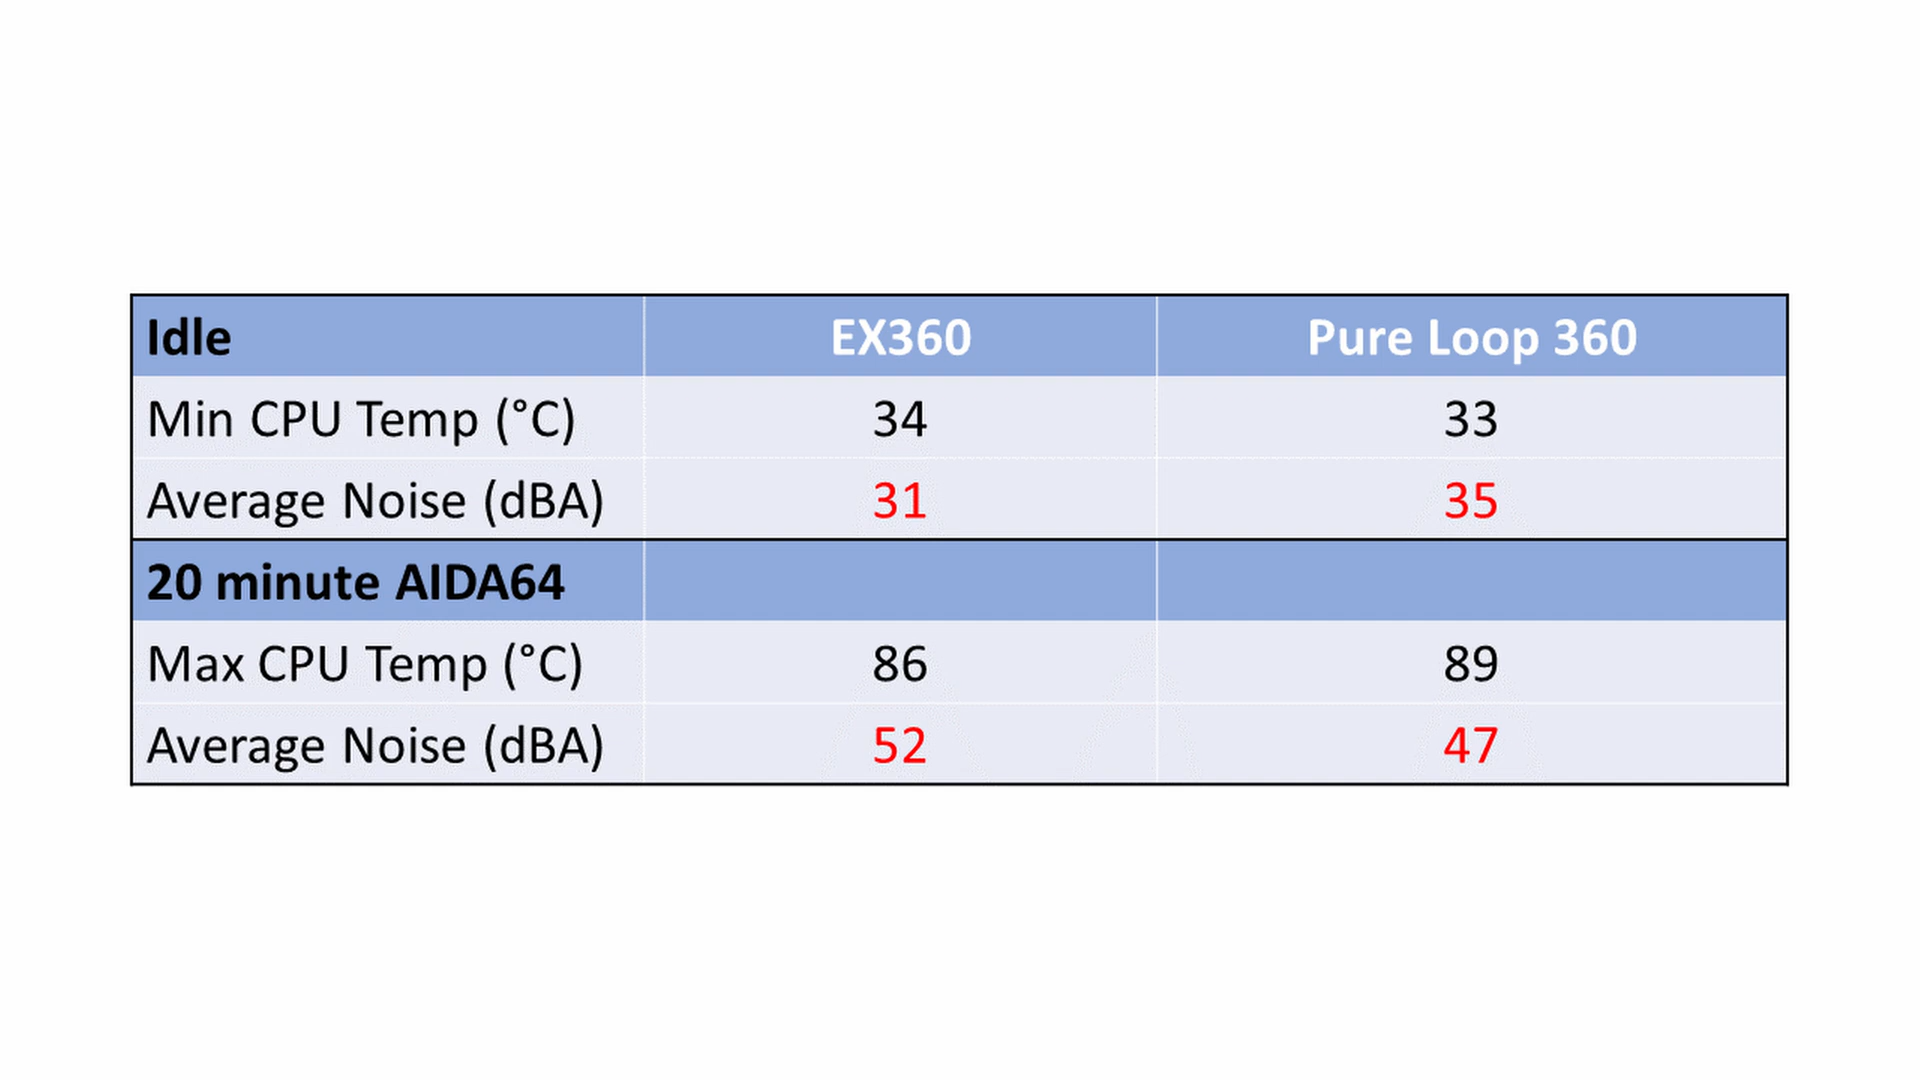 Idle EX360 Pure Loop 360
Min CPU Temp (°C) 34 33
Average Noise (dBA) 31 35
20 minute AIDA64
Max CPU Temp (°C) 86 89
Average Noise (dBA) 52 47